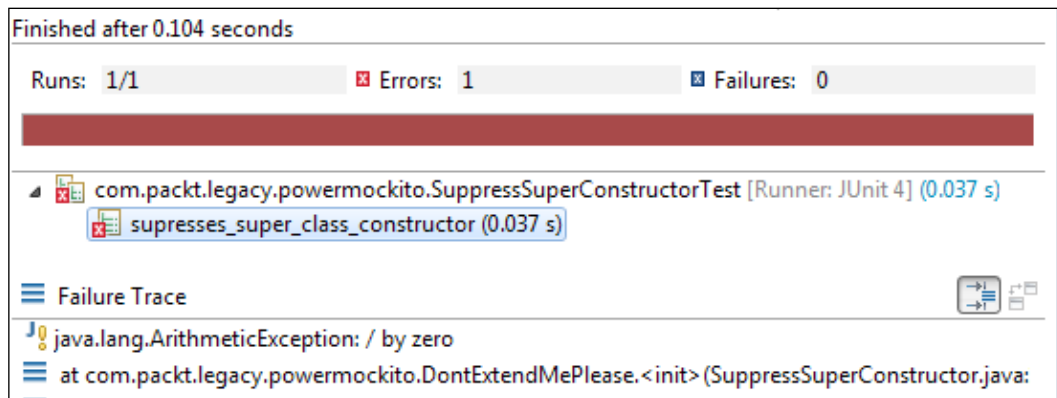 Finished after 0.104 seconds
Runs: 1/1 Errors: 1 Failures: 0
com.packt.legacy.powermockito.SuppressSuperConstructorTest [Runner: JUnit 4] (0.037 s)
supresses_super_class_constructor (0.037 s)
Failure Trace
java.lang.ArithmeticException: / by zero
at com.packt.legacy.powermockito.DontExtendMePlease.<init>(SuppressSuperConstructor.java: